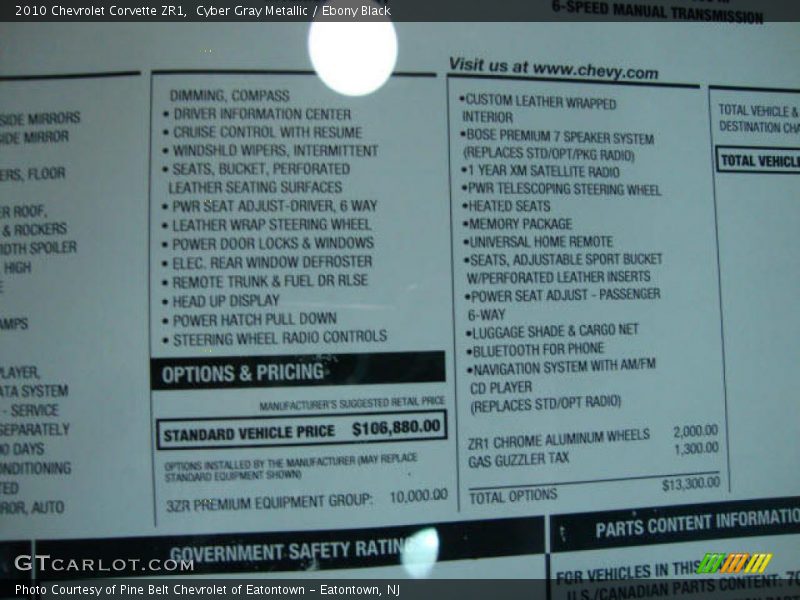 2010 Chevrolet Corvette ZR1, Cyber Gray Metallic / Ebony Black
6-SPEED MANUAL TRANSMISSION
Visit us at www.chevy.com
SIDE MIRRORS
SIDE MIRROR
ERS, FLOOR
ER ROOF,
& ROCKERS
IDTH SPOILER
HIGH
E
AMPS
LAYER,
ATA SYSTEM
- SERVICE
SEPARATELY
0 DAYS
NDITIONING
TED
ROR, AUTO
DIMMING, COMPASS
• DRIVER INFORMATION CENTER
• CRUISE CONTROL WITH RESUME
• WINDSHLD WIPERS, INTERMITTENT
• SEATS, BUCKET, PERFORATED
LEATHER SEATING SURFACES
• PWR SEAT ADJUST-DRIVER, 6 WAY
• LEATHER WRAP STEERING WHEEL
• POWER DOOR LOCKS & WINDOWS
• ELEC. REAR WINDOW DEFROSTER
• REMOTE TRUNK & FUEL DR RLSE
• HEAD UP DISPLAY
• POWER HATCH PULL DOWN
• STEERING WHEEL RADIO CONTROLS
OPTIONS & PRICING
MANUFACTURER'S SUGGESTED RETAIL PRICE
STANDARD VEHICLE PRICE $106,880.00
OPTIONS INSTALLED BY THE MANUFACTURER (MAY REPLACE
STANDARD EQUIPMENT SHOWN)
3ZR PREMIUM EQUIPMENT GROUP: 10,000.00
•CUSTOM LEATHER WRAPPED
INTERIOR
•BOSE PREMIUM 7 SPEAKER SYSTEM
(REPLACES STD/OPT/PKG RADIO)
•1 YEAR XM SATELLITE RADIO
•PWR TELESCOPING STEERING WHEEL
•HEATED SEATS
•MEMORY PACKAGE
•UNIVERSAL HOME REMOTE
•SEATS, ADJUSTABLE SPORT BUCKET
W/PERFORATED LEATHER INSERTS
•POWER SEAT ADJUST - PASSENGER
6-WAY
•LUGGAGE SHADE & CARGO NET
•BLUETOOTH FOR PHONE
•NAVIGATION SYSTEM WITH AM/FM
CD PLAYER
(REPLACES STD/OPT RADIO)
ZR1 CHROME ALUMINUM WHEELS 2,000.00
GAS GUZZLER TAX 1,300.00
TOTAL OPTIONS $13,300.00
TOTAL VEHICLE &
DESTINATION CHA
TOTAL VEHICLE
GOVERNMENT SAFETY RATING
PARTS CONTENT INFORMATIO
FOR VEHICLES IN THIS
U.S./CANADIAN PARTS CONTENT: 70
GTCARLOT.COM
Photo Courtesy of Pine Belt Chevrolet of Eatontown - Eatontown, NJ